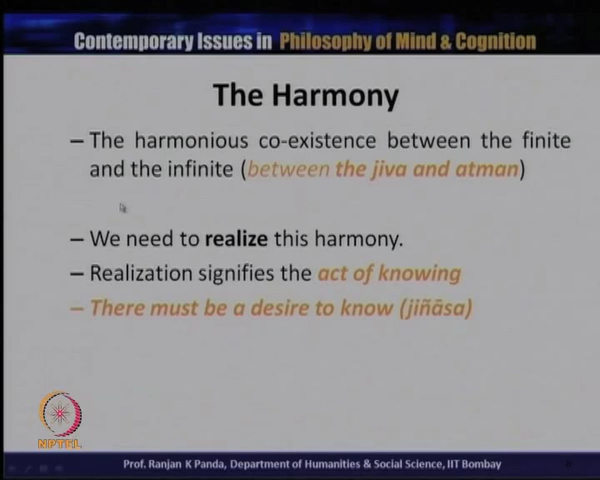 Contemporary Issues in Philosophy of Mind & Cognition
The Harmony
– The harmonious co-existence between the finite
and the infinite (between the jiva and atman)
– We need to realize this harmony.
– Realization signifies the act of knowing
– There must be a desire to know (jiñāsa)
NPTEL
Prof. Ranjan K Panda, Department of Humanities & Social Science, IIT Bombay